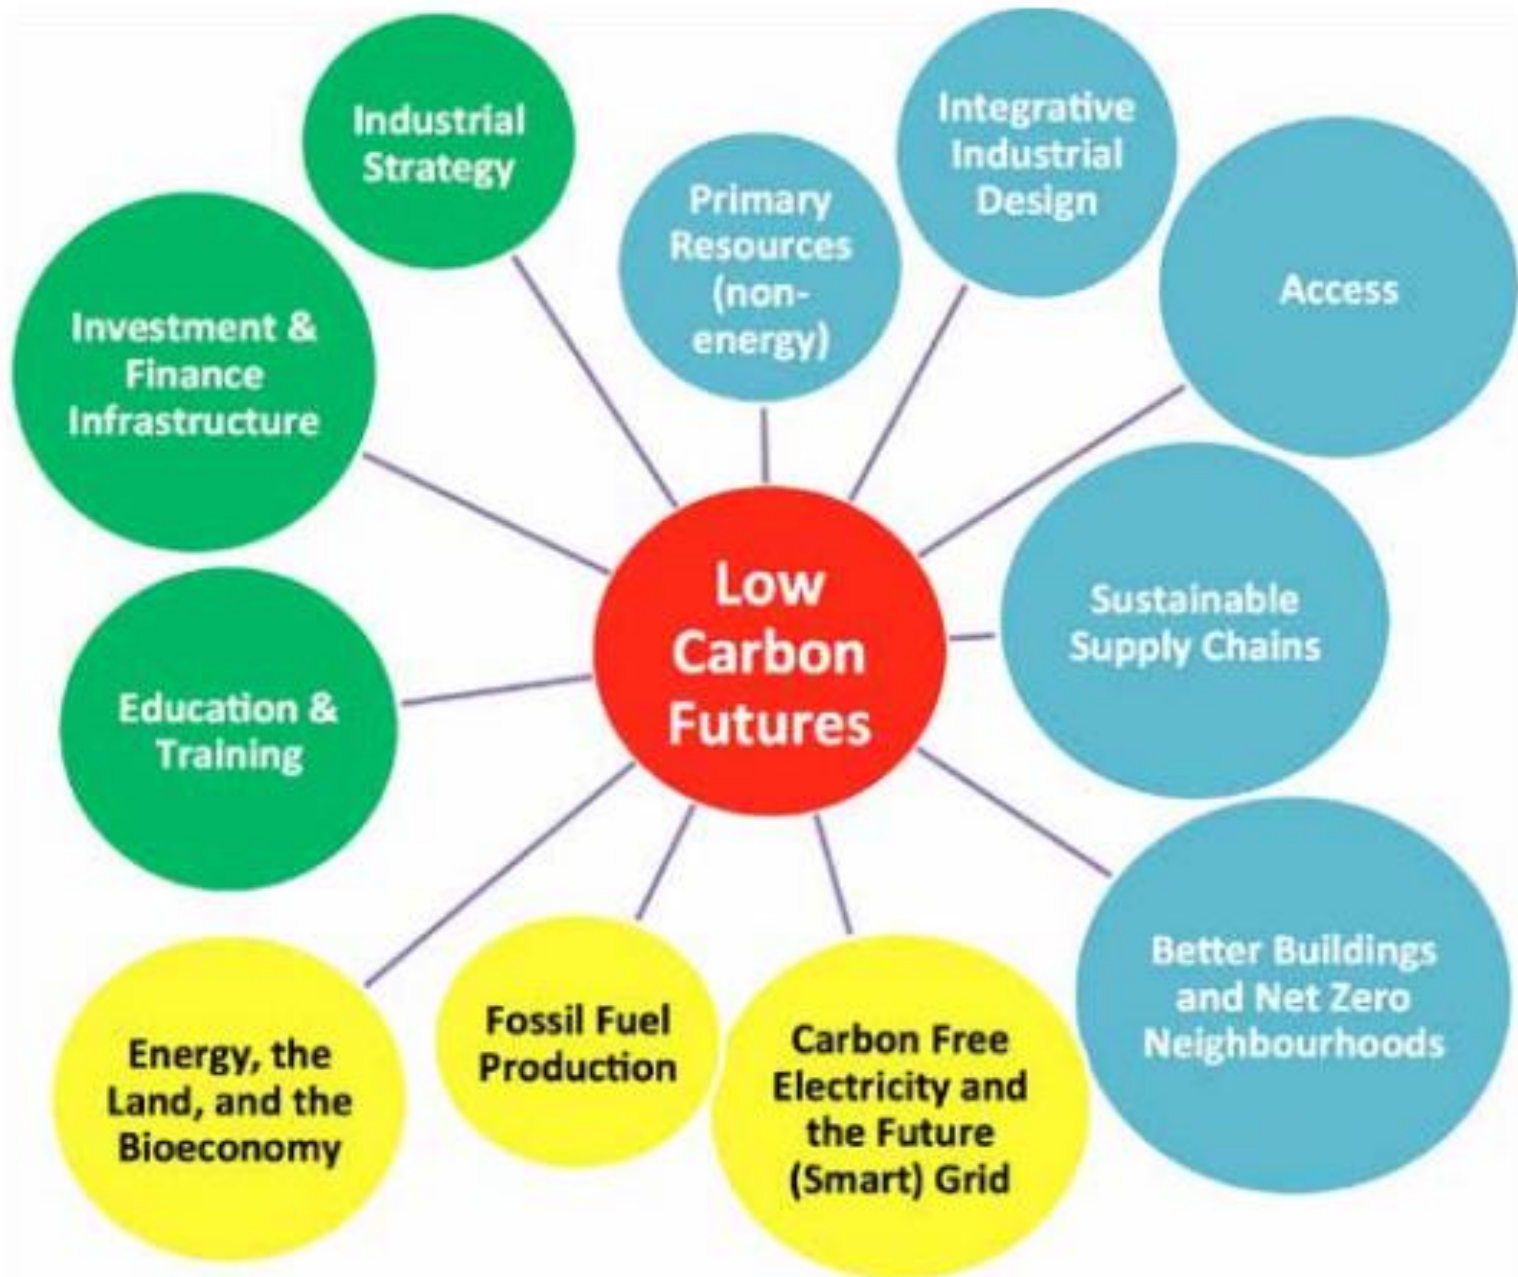 Industrial
Strategy
Integrative
Industrial
Design
Primary
Resources
(non-
energy)
Access
Investment &
Finance
Infrastructure
Low
Carbon
Futures
Sustainable
Supply Chains
Education &
Training
Better Buildings
and Net Zero
Neighbourhoods
Fossil Fuel
Production
Energy, the
Land, and the
Bioeconomy
Carbon Free
Electricity and
the Future
(Smart) Grid